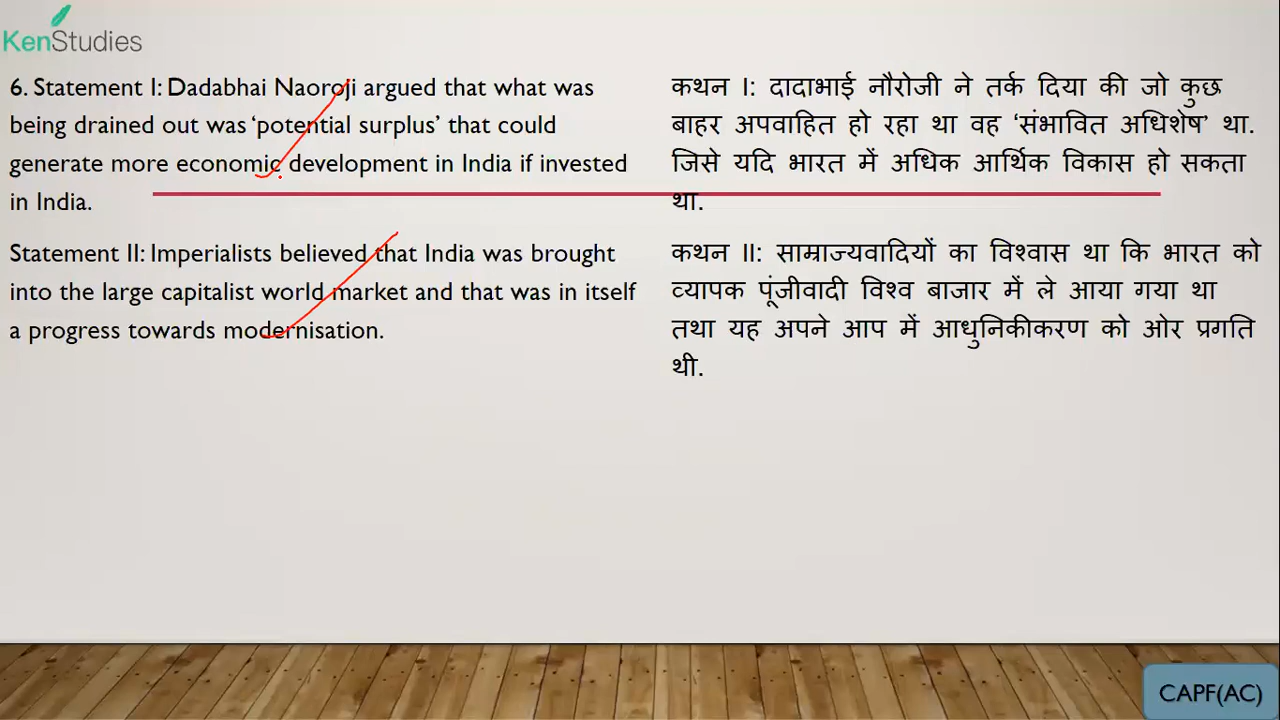 KenStudies
6. Statement I: Dadabhai Naoroji argued that what was
being drained out was ‘potential surplus’ that could
generate more economic development in India if invested
in India.
Statement II: Imperialists believed that India was brought
into the large capitalist world market and that was in itself
a progress towards modernisation.
कथन I: दादाभाई नौरोजी ने तर्क दिया की जो कुछ
बाहर अपवाहित हो रहा था वह ‘संभावित अधिशेष’ था.
जिसे यदि भारत में अधिक आर्थिक विकास हो सकता
था.
कथन II: साम्राज्यवादियों का विश्वास था कि भारत को
व्यापक पूंजीवादी विश्व बाजार में ले आया गया था
तथा यह अपने आप में आधुनिकीकरण को ओर प्रगति
थी.
CAPF(AC)